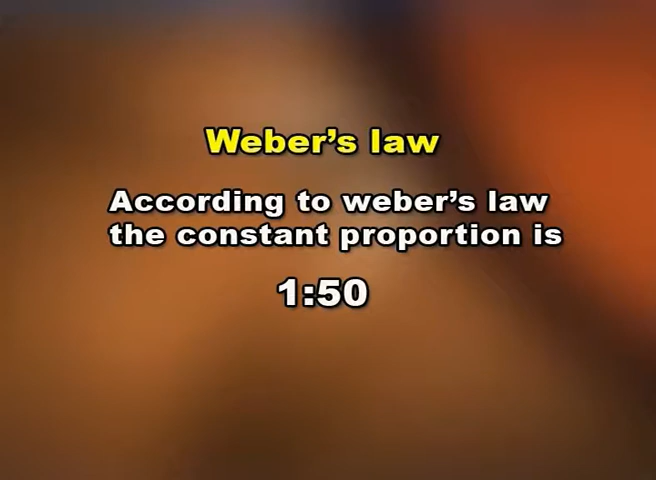 Weber's law
According to weber's law
the constant proportion is
1:50